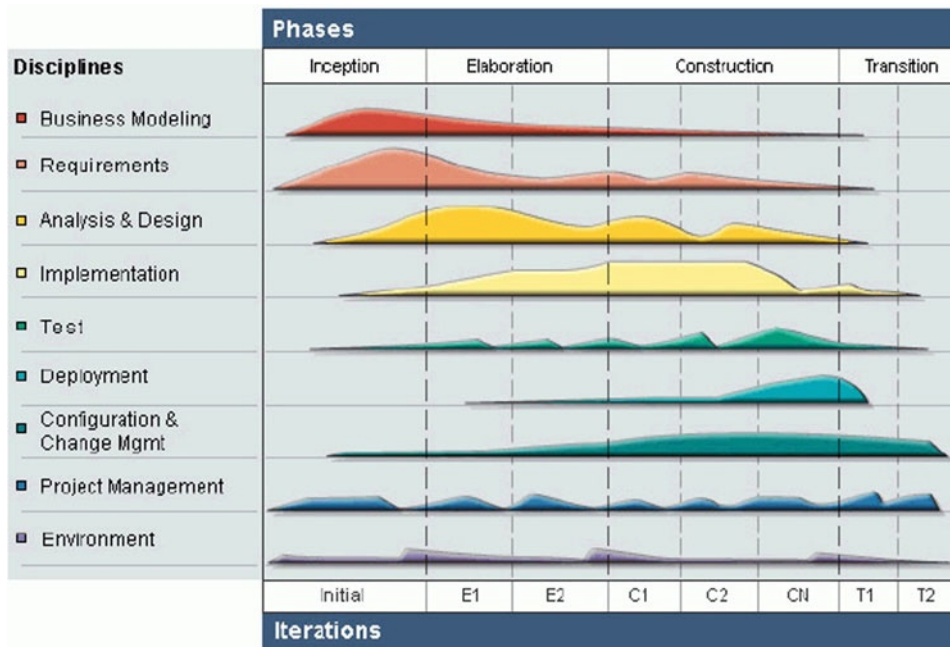 Phases
Disciplines
Inception
Elaboration
Construction
Transition
Business Modeling
Requirements
Analysis & Design
Implementation
Test
Deployment
Configuration &
Change Mgmt
Project Management
Environment
Initial
E1
E2
C1
C2
CN
T1
T2
Iterations